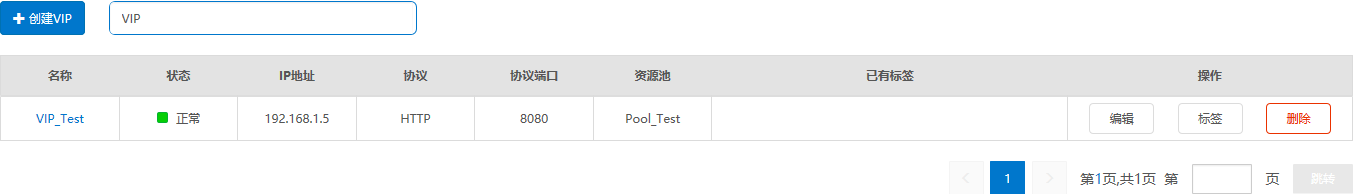 创建VIP VIP
名称 状态 IP地址 协议 协议端口 资源池 已有标签 操作
VIP_Test 正常 192.168.1.5 HTTP 8080 Pool_Test 编辑 标签 删除
1 第1页,共1页 第 页 跳转